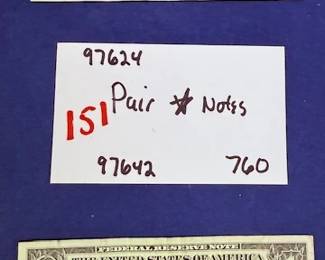 97624
151 Pair ☆ Notes
97642 760
FEDERAL RESERVE NOTE
THE UNITED STATES OF AMERICA